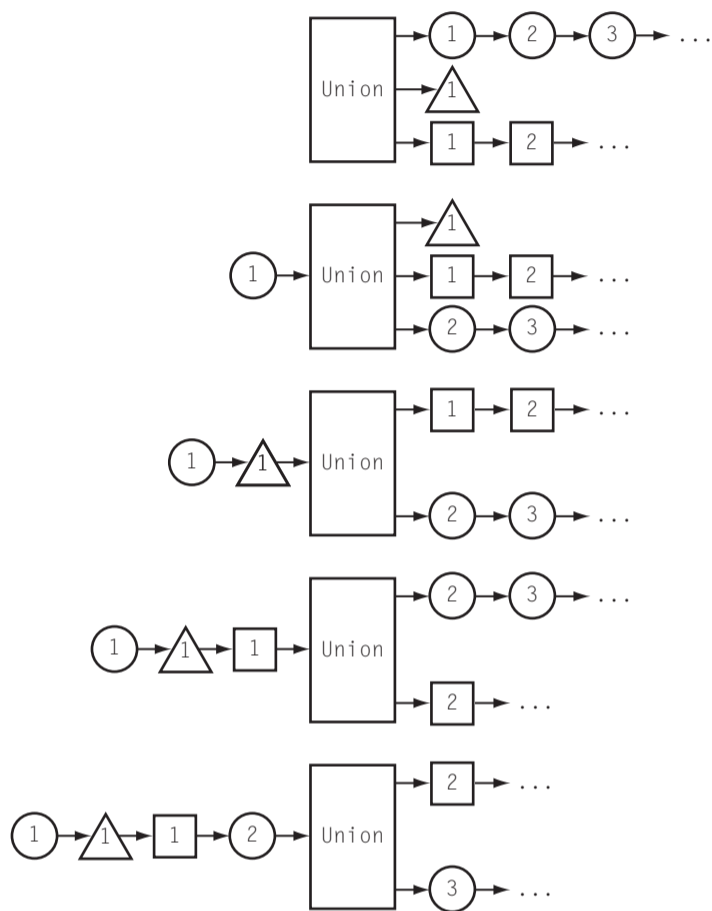 1 2 3 ...
Union 1
1 2 ...
1
1 Union 1 2 ...
2 3 ...
1 2 ...
1 1 Union
2 3 ...
2 3 ...
1 1 1 Union
2 ...
2 ...
1 1 1 2 Union
3 ...